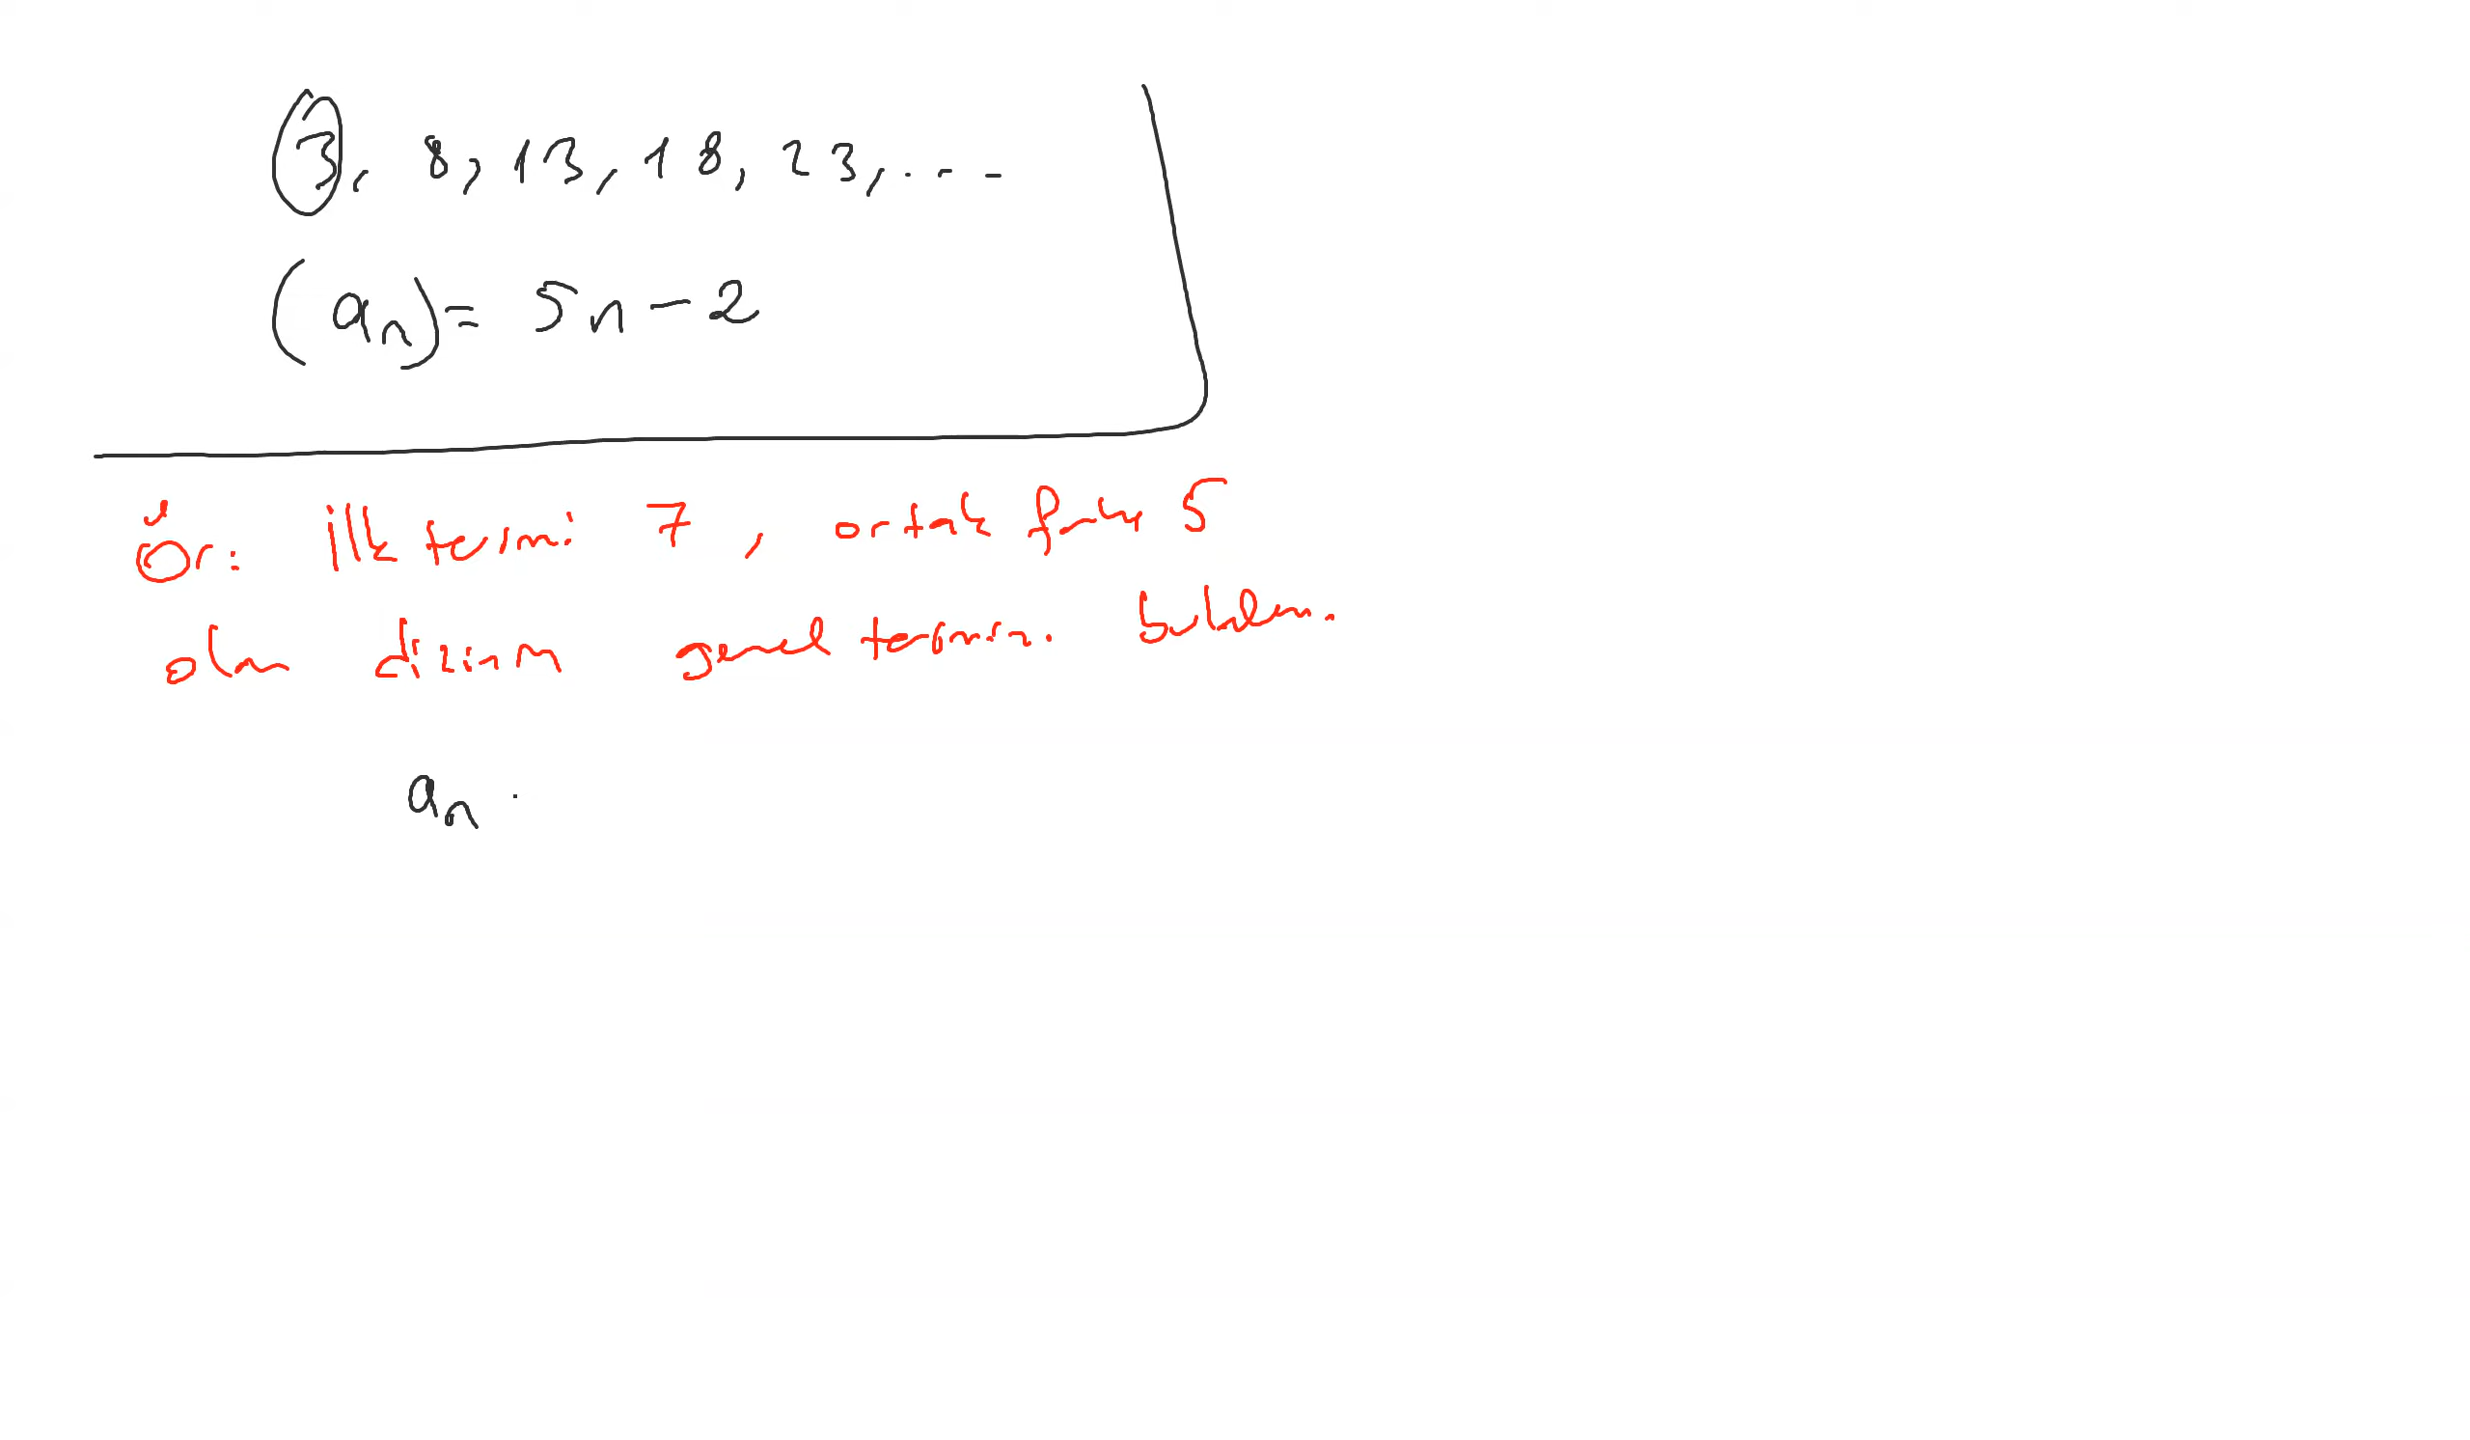 3, 8, 13, 18, 23, ...
(aₙ) = 5n - 2
Ör: ilk terimi 7, ortak farkı 5
olan dizinin genel terimini bulalım.
aₙ .